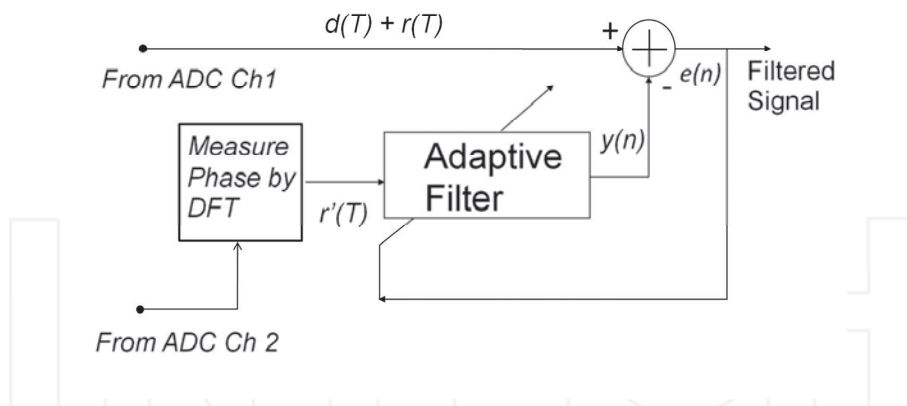 d(T) + r(T)
+
From ADC Ch1
- e(n)
Filtered
Signal
Measure
Phase by
DFT
r'(T)
Adaptive
Filter
y(n)
From ADC Ch 2